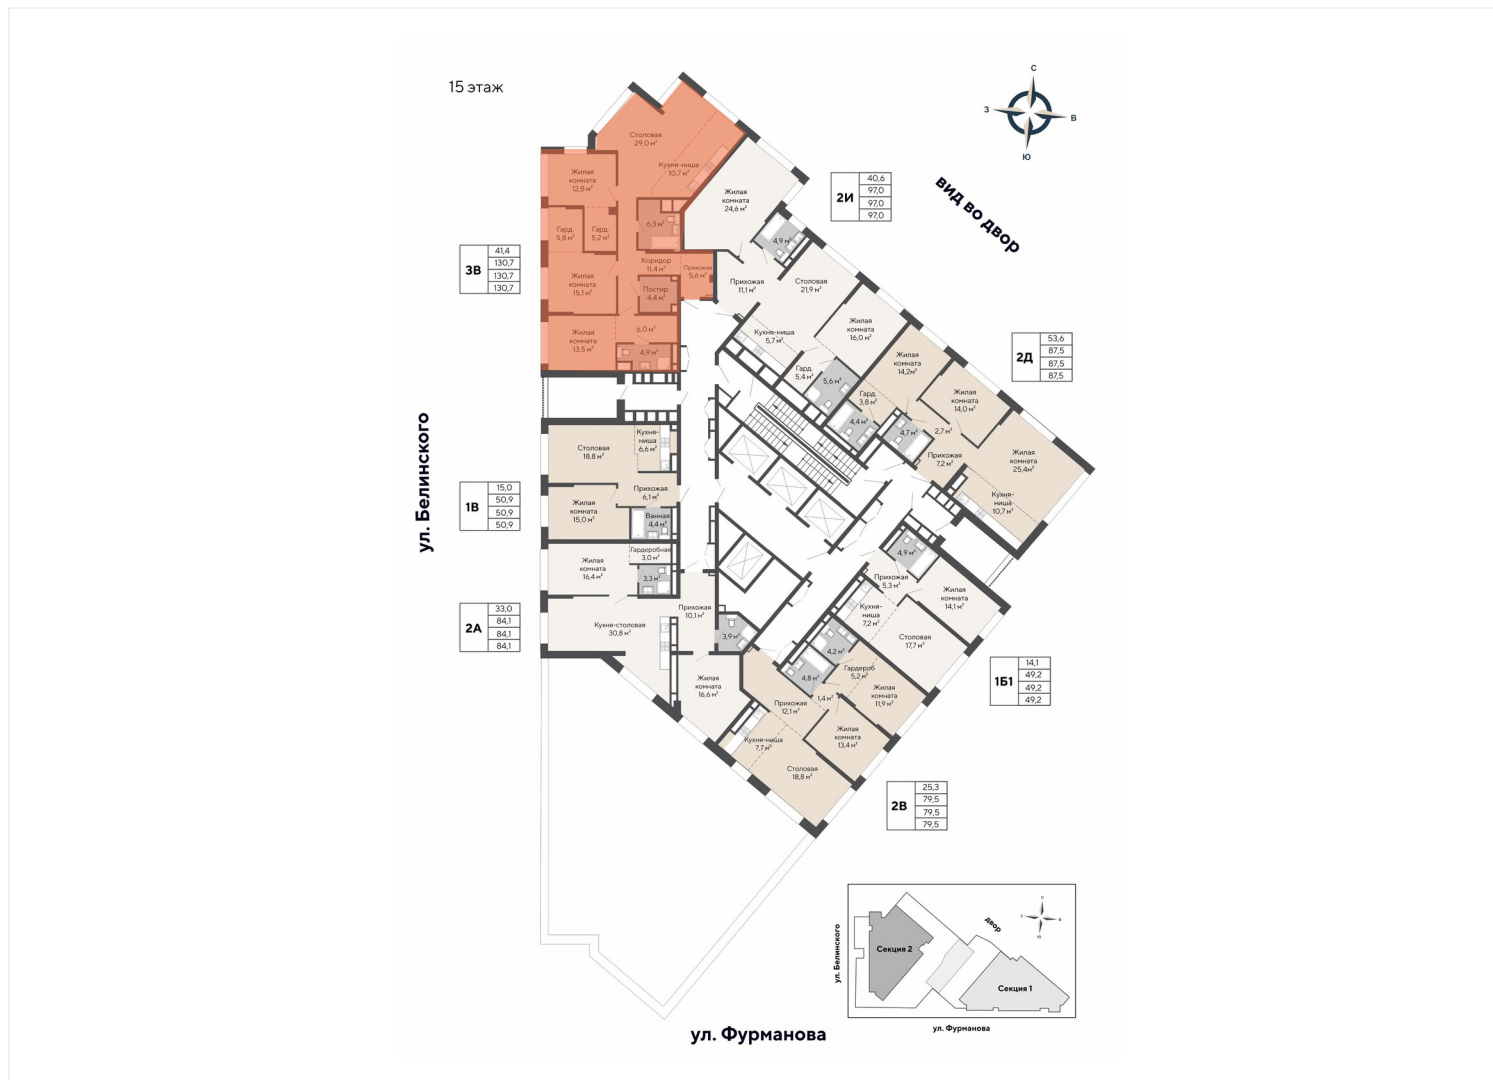 15 этаж
С
З
В
Ю
вид во двор
ул. Белинского
ул. Фурманова
3В
41,4
130,7
130,7
130,7
Столовая
29,0 м²
Кухня-ниша
10,7 м²
Жилая
комната
12,8 м²
6,3 м²
Гард.
5,8 м²
Гард.
5,2 м²
Коридор
11,4 м²
Прихожая
5,6 м²
Жилая
комната
15,1 м²
Постир.
4,4 м²
6,0 м²
Жилая
комната
13,5 м²
4,9 м²
2И
40,6
97,0
97,0
97,0
Жилая
комната
24,6 м²
4,9 м²
Прихожая
11,1 м²
Столовая
21,9 м²
Жилая
комната
16,0 м²
Кухня-ниша
5,7 м²
Гард.
5,4 м²
5,6 м²
2Д
53,6
87,5
87,5
87,5
Жилая
комната
14,2м²
Жилая
комната
14,0 м²
Гард.
3,8 м²
4,4 м²
4,7 м²
2,7 м²
Прихожая
7,2 м²
Жилая
комната
25,4м²
Кухня-
ниша
10,7 м²
1В
15,0
50,9
50,9
50,9
Кухня-
ниша
6,6 м²
Столовая
18,8 м²
Прихожая
6,1 м²
Жилая
комната
15,0 м²
Ванная
4,4 м²
2А
33,0
84,1
84,1
84,1
Гардеробная
3,0 м²
Жилая
комната
16,4 м²
3,3 м²
Кухня-столовая
30,8 м²
Прихожая
10,1 м²
3,9 м²
Жилая
комната
16,6 м²
1Б1
14,1
49,2
49,2
49,2
4,9 м²
Прихожая
5,3 м²
Жилая
комната
14,1 м²
Кухня-
ниша
7,2 м²
Столовая
17,7 м²
2В
25,3
79,5
79,5
79,5
4,2 м²
4,8 м²
Гардероб
5,2 м²
1,4 м²
Жилая
комната
11,9 м²
Прихожая
12,1 м²
Жилая
комната
13,4 м²
Кухня-ниша
7,7 м²
Столовая
18,8 м²
ул. Белинского
Секция 2
двор
Секция 1
ул. Фурманова